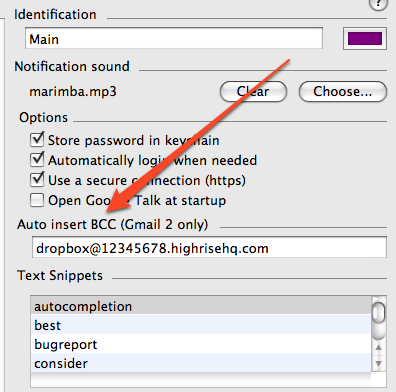 ?
Identification
Main
Notification sound
marimba.mp3 Clear Choose...
Options
Store password in keychain
Automatically login when needed
Use a secure connection (https)
Open Google Talk at startup
Auto insert BCC (Gmail 2 only)
dropbox@12345678.highrisehq.com
Text Snippets
autocompletion
best
bugreport
consider